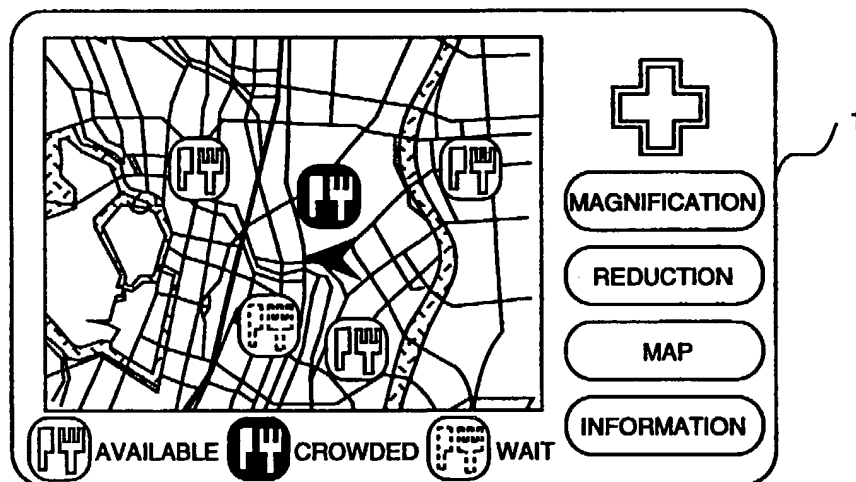 MAGNIFICATION
REDUCTION
MAP
INFORMATION
AVAILABLE CROWDED WAIT